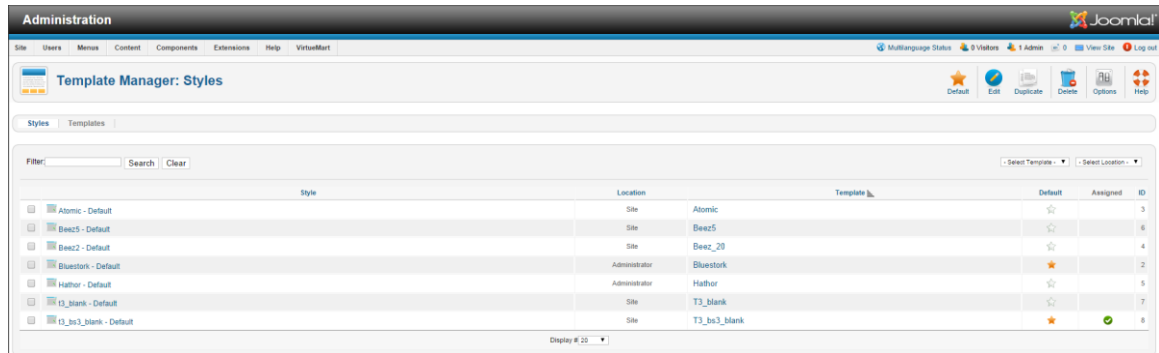 Administration Joomla!
Site Users Menus Content Components Extensions Help VirtueMart Multilanguage Status 0 Visitors 1 Admin 0 View Site Log out
Template Manager: Styles Default Edit Duplicate Delete Options Help
Styles Templates
Filter: Search Clear - Select Template - - Select Location -
Style Location Template Default Assigned ID
Atomic - Default Site Atomic 3
Beez5 - Default Site Beez5 6
Beez2 - Default Site Beez_20 4
Bluestork - Default Administrator Bluestork 2
Hathor - Default Administrator Hathor 5
t3_blank - Default Site T3_blank 7
t3_bs3_blank - Default Site T3_bs3_blank 8
Display # 20